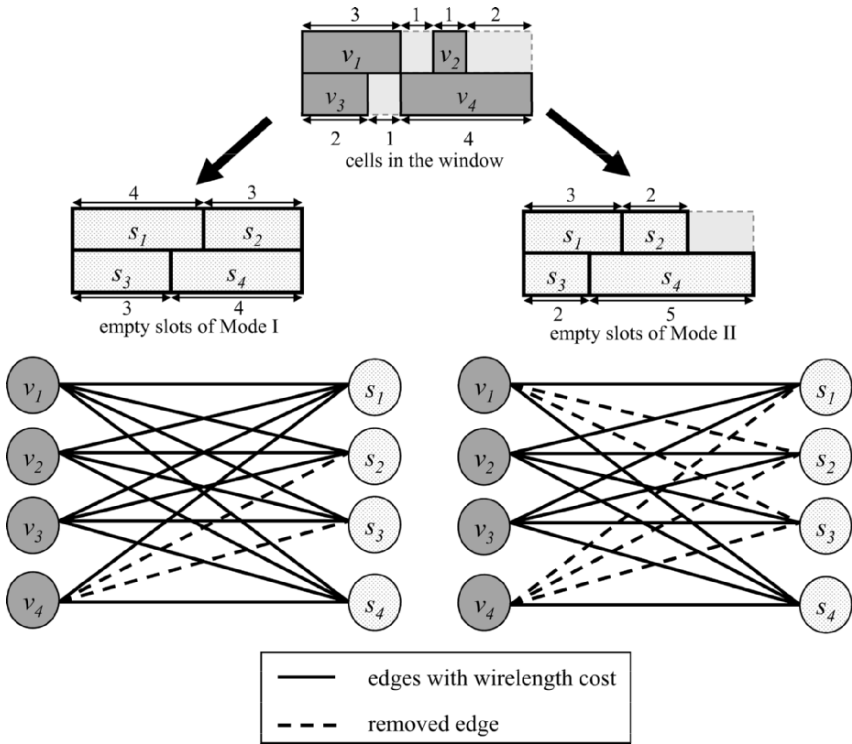 3 1 1 2
v1 v2
v3 v4
2 1 4
cells in the window
4 3
s1 s2
s3 s4
3 4
empty slots of Mode I
3 2
s1 s2
s3 s4
2 5
empty slots of Mode II
v1 s1
v2 s2
v3 s3
v4 s4
v1 s1
v2 s2
v3 s3
v4 s4
edges with wirelength cost
removed edge